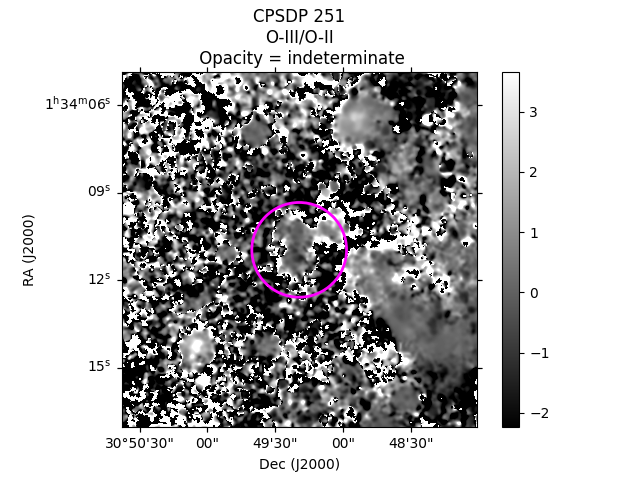 CPSDP 251
O-III/O-II
Opacity = indeterminate
1ʰ34ᵐ06ˢ
09ˢ
12ˢ
15ˢ
RA (J2000)
30°50'30" 00" 49'30" 00" 48'30"
Dec (J2000)
3
2
1
0
−1
−2